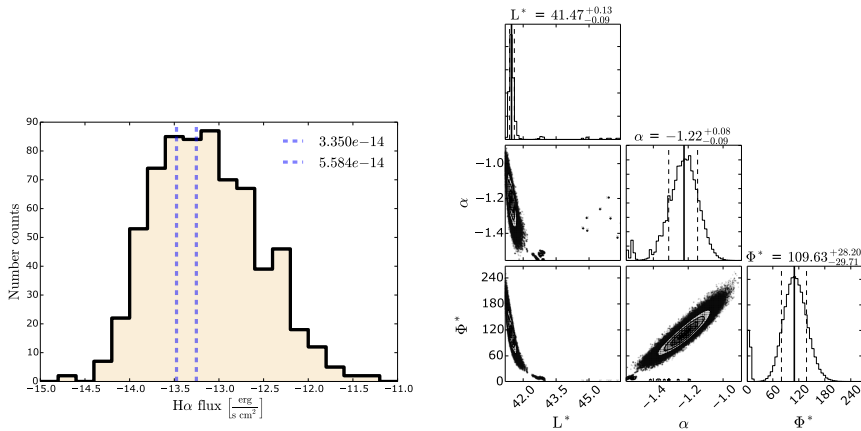 L* = 41.47 +0.13 −0.09
α = −1.22 +0.08 −0.09
Φ* = 109.63 +28.20 −29.71
90
80
70
60
50
40
30
20
10
0
Number counts
−15.0 −14.5 −14.0 −13.5 −13.0 −12.5 −12.0 −11.5 −11.0
Hα flux [erg / s cm²]
3.350e−14
5.584e−14
−1.0
−1.2
−1.4
α
240
180
120
60
0
Φ*
42.0 43.5 45.0
L*
−1.4 −1.2 −1.0
α
0 60 120 180 240
Φ*